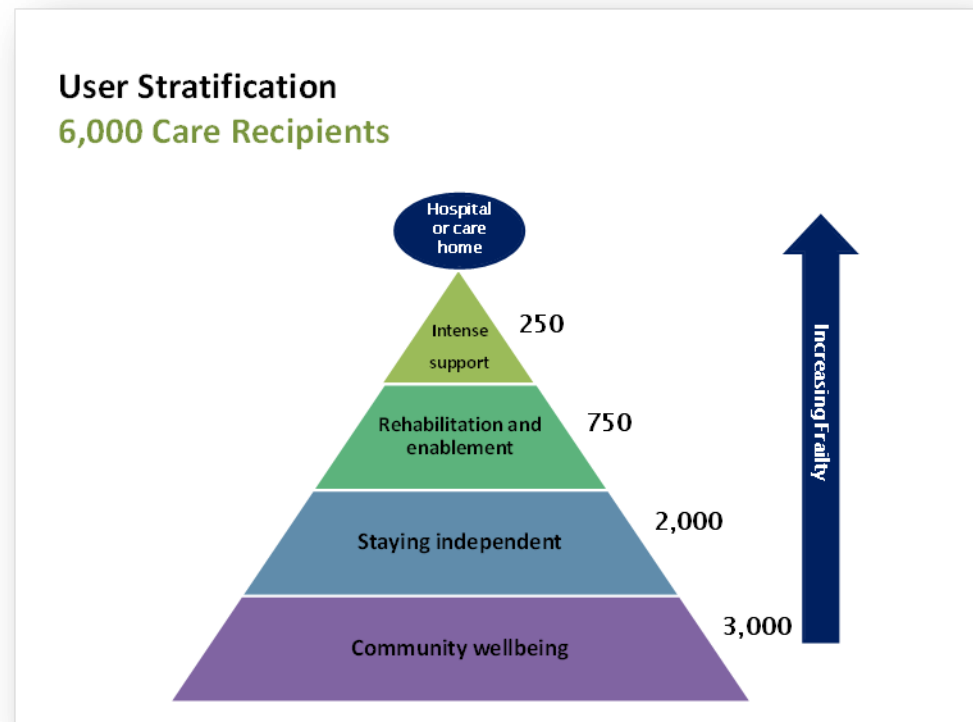 User Stratification
6,000 Care Recipients
Hospital
or care
home
Intense
support
250
Rehabilitation and
enablement
750
Staying independent
2,000
Community wellbeing
3,000
Increasing Frailty